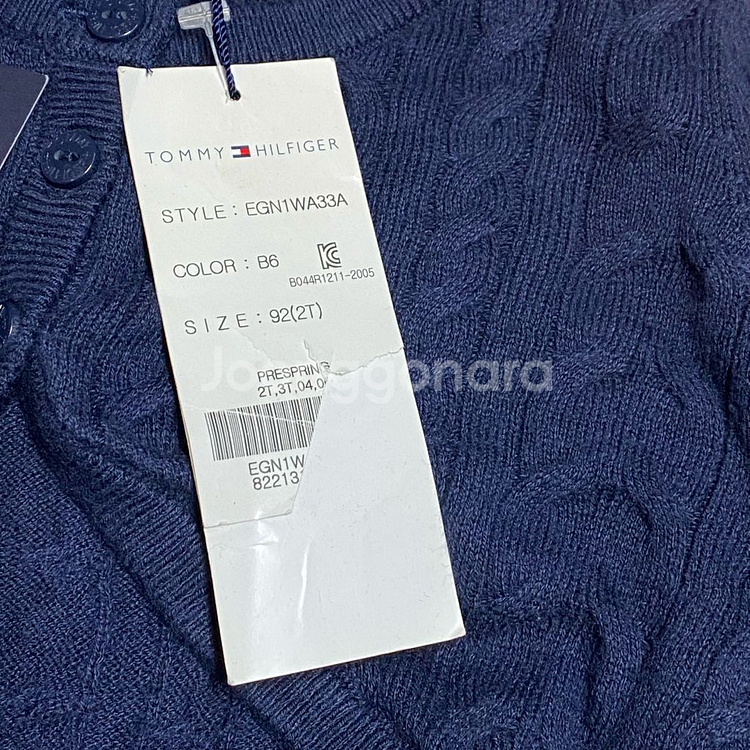 TOMMY HILFIGER
STYLE : EGN1WA33A
COLOR : B6
B044R1211-2005
SIZE : 92(2T)
PRESPRING
2T,3T,04,0
EGN1W
82213
Joonggonara